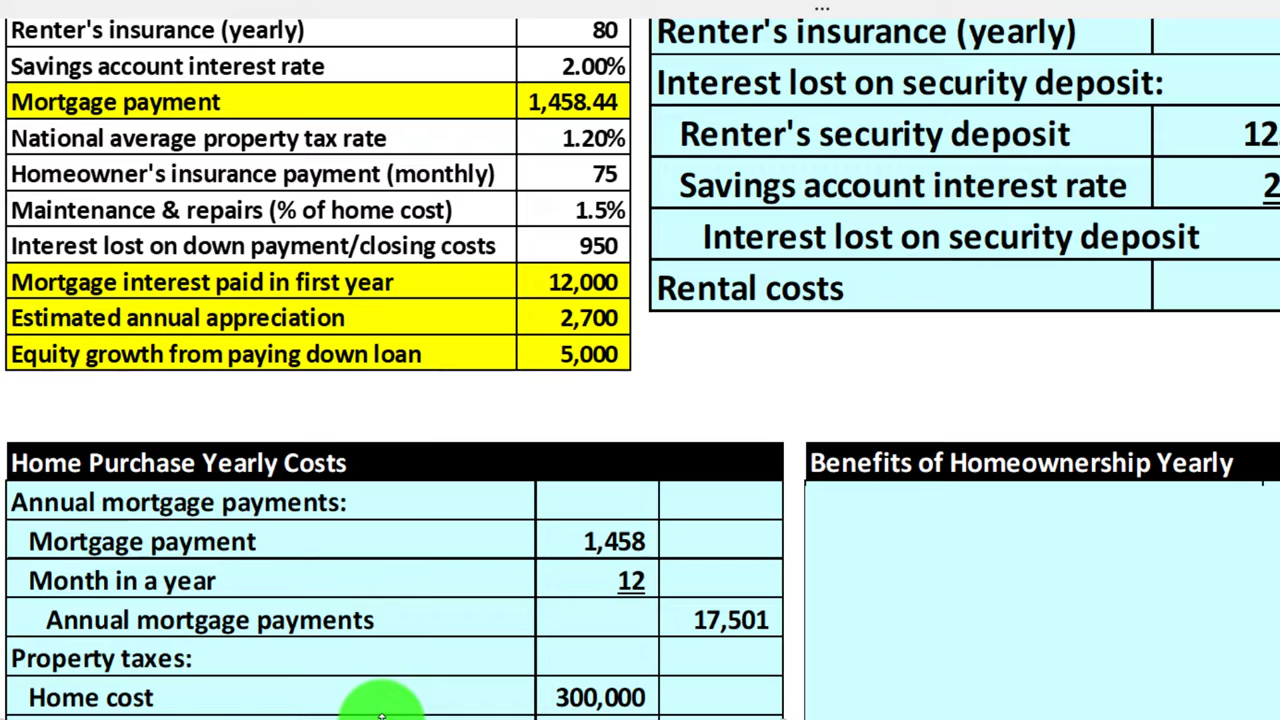 ...
Renter's insurance (yearly) 80
Savings account interest rate 2.00%
Mortgage payment 1,458.44
National average property tax rate 1.20%
Homeowner's insurance payment (monthly) 75
Maintenance & repairs (% of home cost) 1.5%
Interest lost on down payment/closing costs 950
Mortgage interest paid in first year 12,000
Estimated annual appreciation 2,700
Equity growth from paying down loan 5,000
Renter's insurance (yearly)
Interest lost on security deposit:
Renter's security deposit 12
Savings account interest rate 2
Interest lost on security deposit
Rental costs
Home Purchase Yearly Costs
Annual mortgage payments:
Mortgage payment 1,458
Month in a year 12
Annual mortgage payments 17,501
Property taxes:
Home cost 300,000
Benefits of Homeownership Yearly